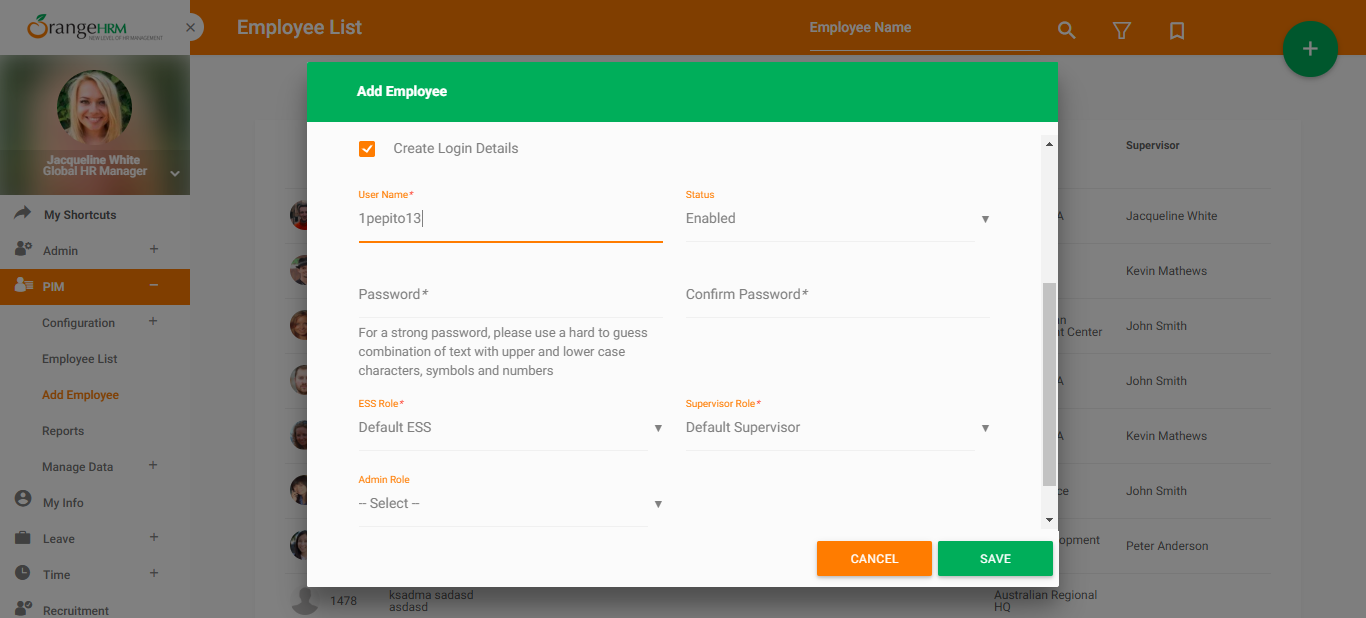 OrangeHRM
NEW LEVEL OF HR MANAGEMENT
Employee List
Employee Name
Jacqueline White
Global HR Manager
My Shortcuts
Admin
PIM
Configuration
Employee List
Add Employee
Reports
Manage Data
My Info
Leave
Time
Recruitment
Add Employee
Create Login Details
User Name*
1pepito13
Status
Enabled
Password*
Confirm Password*
For a strong password, please use a hard to guess
combination of text with upper and lower case
characters, symbols and numbers
ESS Role*
Default ESS
Supervisor Role*
Default Supervisor
Admin Role
-- Select --
CANCEL
SAVE
Supervisor
Jacqueline White
Kevin Mathews
t Center
John Smith
John Smith
Kevin Mathews
John Smith
Peter Anderson
1478
ksadma sadasd
asdasd
Australian Regional
HQ